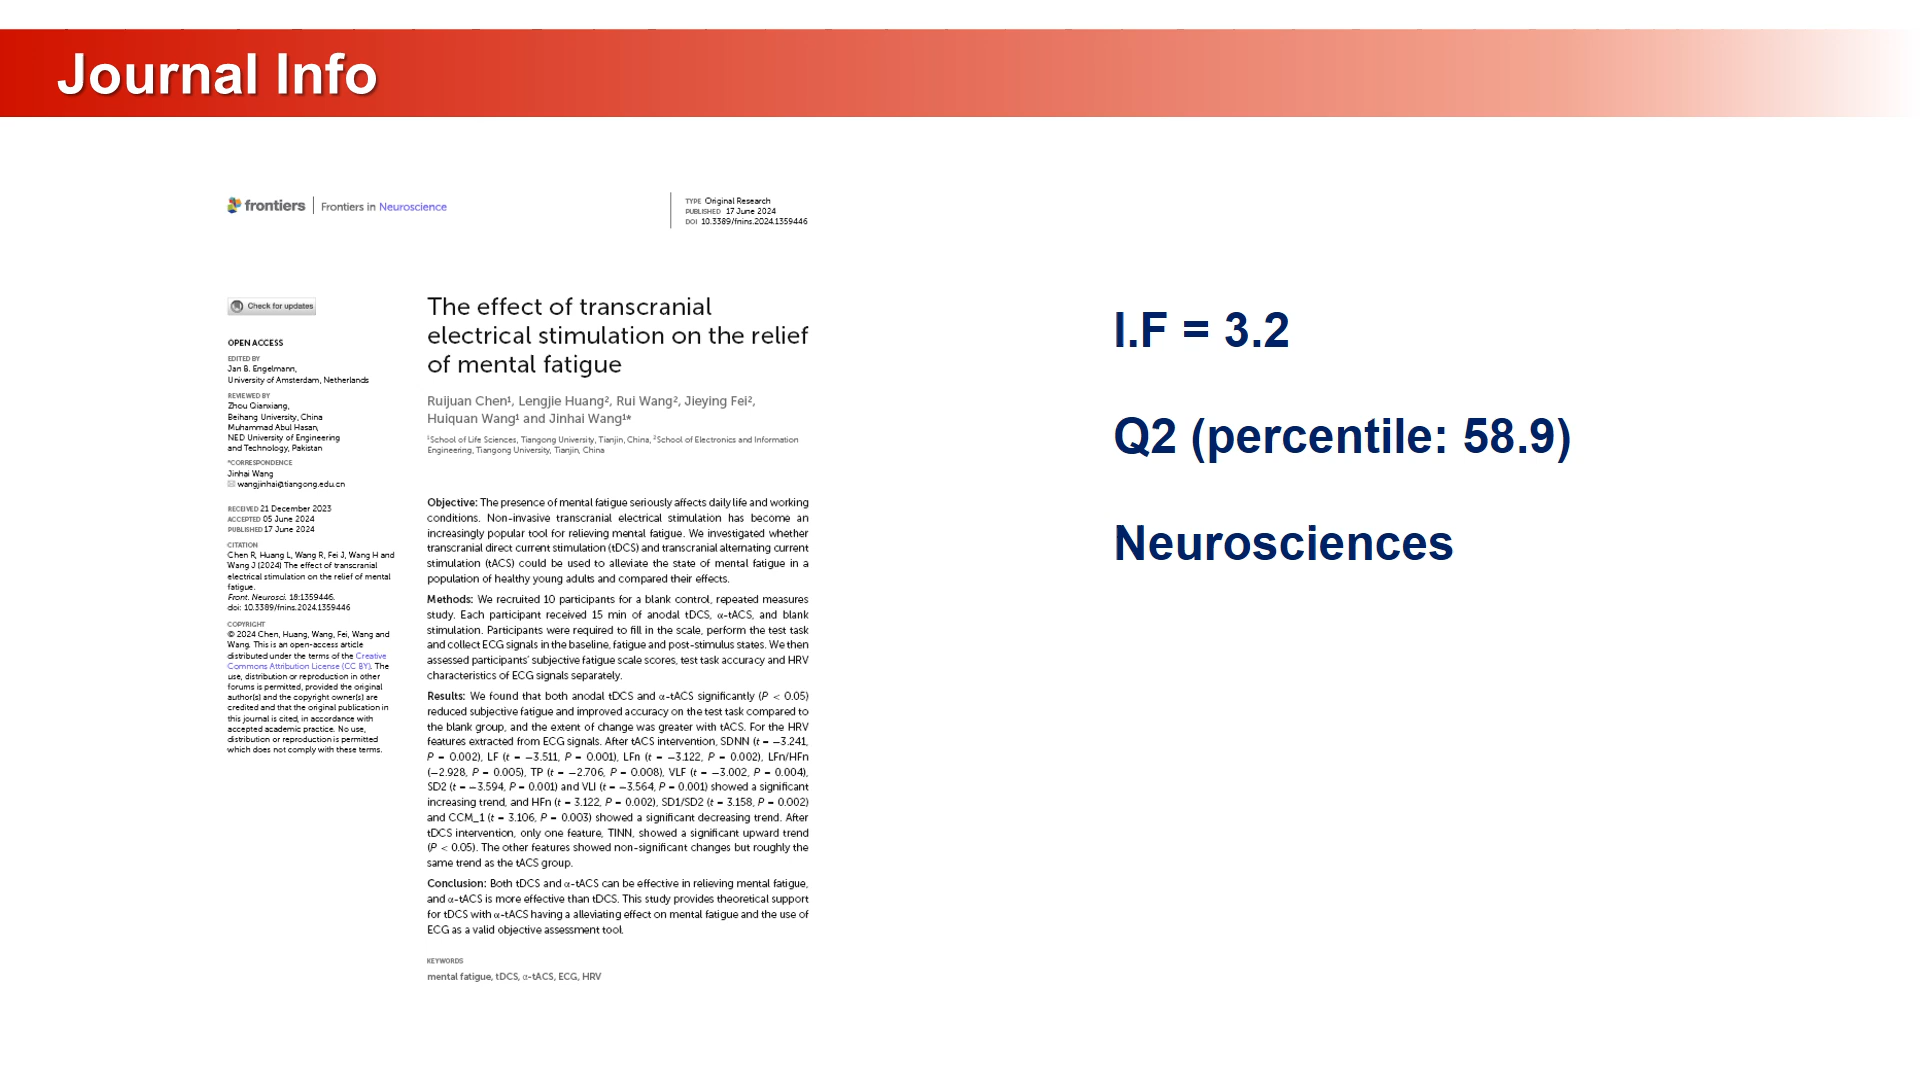 Journal Info
frontiers | Frontiers in Neuroscience
TYPE Original Research
PUBLISHED 17 June 2024
DOI 10.3389/fnins.2024.1359446
Check for updates
OPEN ACCESS
EDITED BY
Jan B. Engelmann,
University of Amsterdam, Netherlands
REVIEWED BY
Zhou Qianxiang,
Beihang University, China
Muhammad Abul Hasan,
NED University of Engineering
and Technology, Pakistan
*CORRESPONDENCE
Jinhai Wang
wangjinhai@tiangong.edu.cn
RECEIVED 21 December 2023
ACCEPTED 05 June 2024
PUBLISHED 17 June 2024
CITATION
Chen R, Huang L, Wang R, Fei J, Wang H and
Wang J (2024) The effect of transcranial
electrical stimulation on the relief of mental
fatigue.
Front. Neurosci. 18:1359446.
doi: 10.3389/fnins.2024.1359446
COPYRIGHT
© 2024 Chen, Huang, Wang, Fei, Wang and
Wang. This is an open-access article
distributed under the terms of the Creative
Commons Attribution License (CC BY). The
use, distribution or reproduction in other
forums is permitted, provided the original
author(s) and the copyright owner(s) are
credited and that the original publication in
this journal is cited, in accordance with
accepted academic practice. No use,
distribution or reproduction is permitted
which does not comply with these terms.
The effect of transcranial
electrical stimulation on the relief
of mental fatigue
Ruijuan Chen¹, Lengjie Huang², Rui Wang², Jieying Fei²,
Huiquan Wang¹ and Jinhai Wang¹*
¹School of Life Sciences, Tiangong University, Tianjin, China, ²School of Electronics and Information
Engineering, Tiangong University, Tianjin, China
Objective: The presence of mental fatigue seriously affects daily life and working
conditions. Non-invasive transcranial electrical stimulation has become an
increasingly popular tool for relieving mental fatigue. We investigated whether
transcranial direct current stimulation (tDCS) and transcranial alternating current
stimulation (tACS) could be used to alleviate the state of mental fatigue in a
population of healthy young adults and compared their effects.
Methods: We recruited 10 participants for a blank control, repeated measures
study. Each participant received 15 min of anodal tDCS, α-tACS, and blank
stimulation. Participants were required to fill in the scale, perform the test task
and collect ECG signals in the baseline, fatigue and post-stimulus states. We then
assessed participants' subjective fatigue scale scores, test task accuracy and HRV
characteristics of ECG signals separately.
Results: We found that both anodal tDCS and α-tACS significantly (P < 0.05)
reduced subjective fatigue and improved accuracy on the test task compared to
the blank group, and the extent of change was greater with tACS. For the HRV
features extracted from ECG signals. After tACS intervention, SDNN (t = −3.241,
P = 0.002), LF (t = −3.511, P = 0.001), LFn (t = −3.122, P = 0.002), LFn/HFn
(−2.928, P = 0.005), TP (t = −2.706, P = 0.008), VLF (t = −3.002, P = 0.004),
SD2 (t = −3.594, P = 0.001) and VLI (t = −3.564, P = 0.001) showed a significant
increasing trend, and HFn (t = 3.122, P = 0.002), SD1/SD2 (t = 3.158, P = 0.002)
and CCM_1 (t = 3.106, P = 0.003) showed a significant decreasing trend. After
tDCS intervention, only one feature, TINN, showed a significant upward trend
(P < 0.05). The other features showed non-significant changes but roughly the
same trend as the tACS group.
Conclusion: Both tDCS and α-tACS can be effective in relieving mental fatigue,
and α-tACS is more effective than tDCS. This study provides theoretical support
for tDCS with α-tACS having a alleviating effect on mental fatigue and the use of
ECG as a valid objective assessment tool.
KEYWORDS
mental fatigue, tDCS, α-tACS, ECG, HRV
I.F = 3.2
Q2 (percentile: 58.9)
Neurosciences